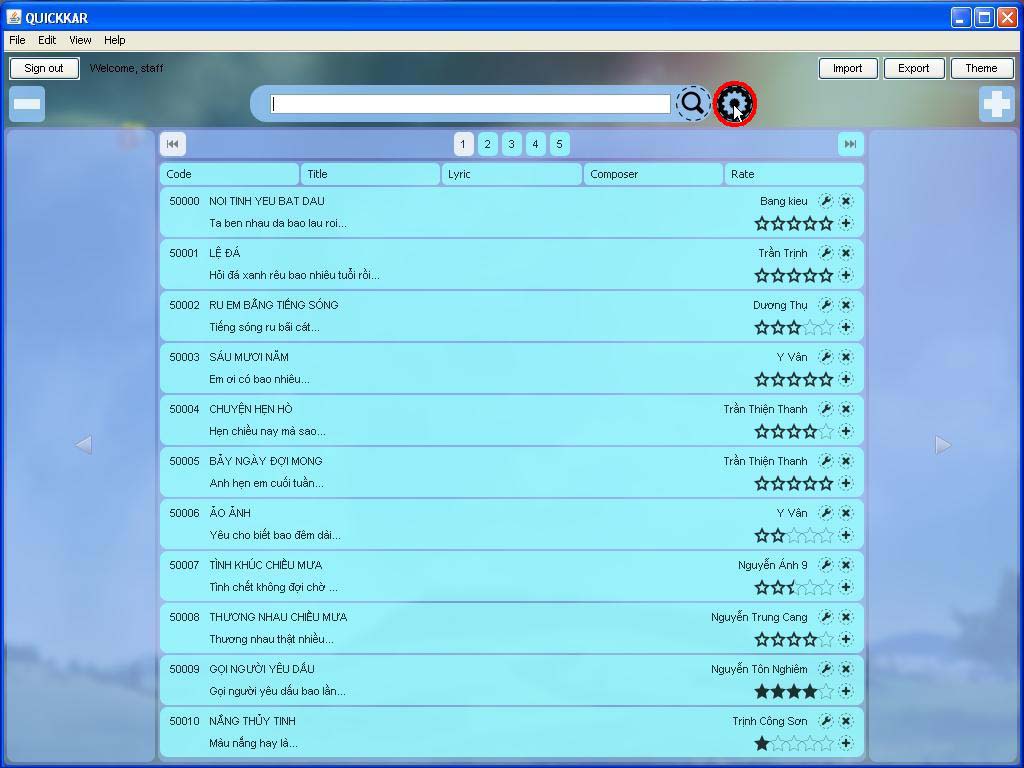 QUICKKAR
File Edit View Help
Sign out Welcome, staff Import Export Theme
1 2 3 4 5
Code Title Lyric Composer Rate
50000 NOI TINH YEU BAT DAU Bang kieu
Ta ben nhau da bao lau roi...
50001 LỆ ĐÁ Trần Trịnh
Hỏi đá xanh rêu bao nhiêu tuổi rồi...
50002 RU EM BẰNG TIẾNG SÓNG Dương Thụ
Tiếng sóng ru bãi cát...
50003 SÁU MƯƠI NĂM Y Vân
Em ơi có bao nhiêu...
50004 CHUYỆN HẸN HÒ Trần Thiện Thanh
Hẹn chiều nay mà sao...
50005 BẢY NGÀY ĐỢI MONG Trần Thiện Thanh
Anh hẹn em cuối tuần...
50006 ẢO ẢNH Y Vân
Yêu cho biết bao đêm dài...
50007 TÌNH KHÚC CHIỀU MƯA Nguyễn Ánh 9
Tình chết không đợi chờ ...
50008 THƯƠNG NHAU CHIỀU MƯA Nguyễn Trung Cang
Thương nhau thật nhiều...
50009 GỌI NGƯỜI YÊU DẤU Nguyễn Tôn Nghiêm
Gọi người yêu dấu bao lần...
50010 NẮNG THỦY TINH Trịnh Công Sơn
Màu nắng hay là...